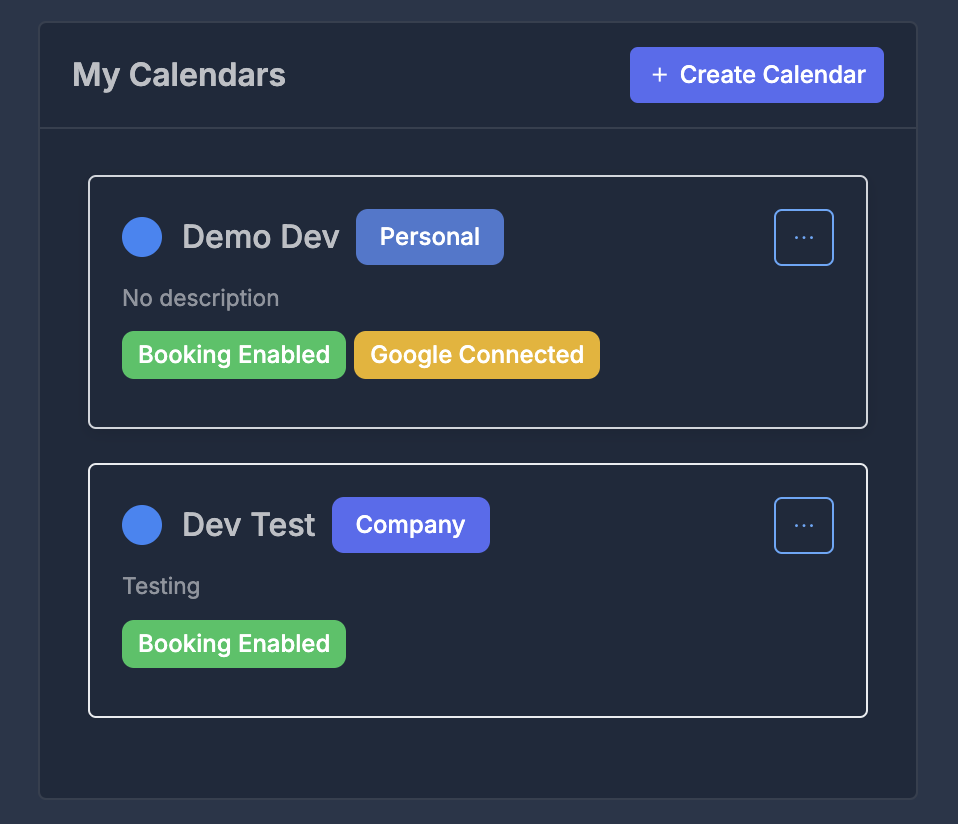 My Calendars
+ Create Calendar
Demo Dev Personal ...
No description
Booking Enabled Google Connected
Dev Test Company ...
Testing
Booking Enabled